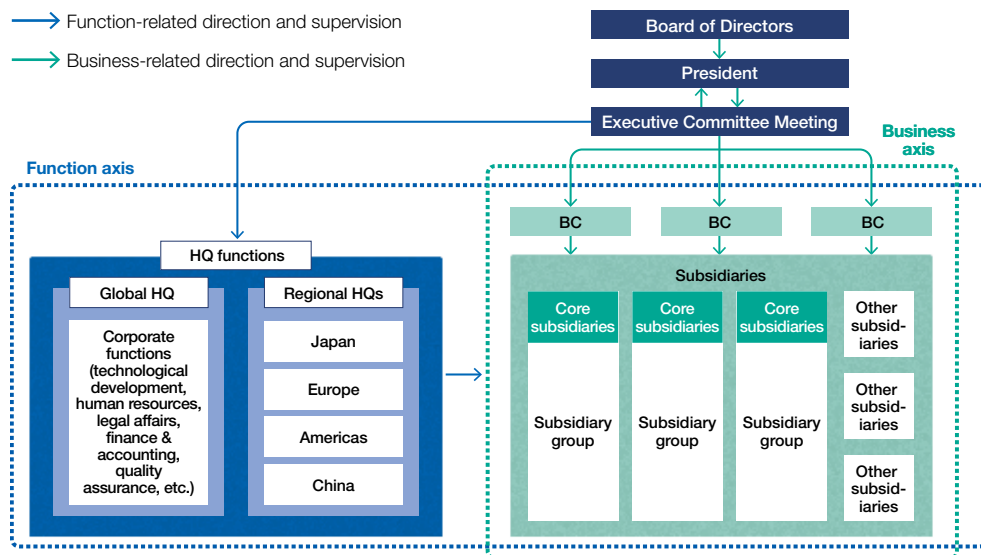 Function-related direction and supervision
Business-related direction and supervision
Board of Directors
President
Executive Committee Meeting
Business
axis
Function axis
BC
BC
BC
HQ functions
Global HQ
Corporate
functions
(technological
development,
human resources,
legal affairs,
finance &
accounting,
quality
assurance, etc.)
Regional HQs
Japan
Europe
Americas
China
Subsidiaries
Core
subsidiaries
Subsidiary
group
Core
subsidiaries
Subsidiary
group
Core
subsidiaries
Subsidiary
group
Other
subsid-
iaries
Other
subsid-
iaries
Other
subsid-
iaries